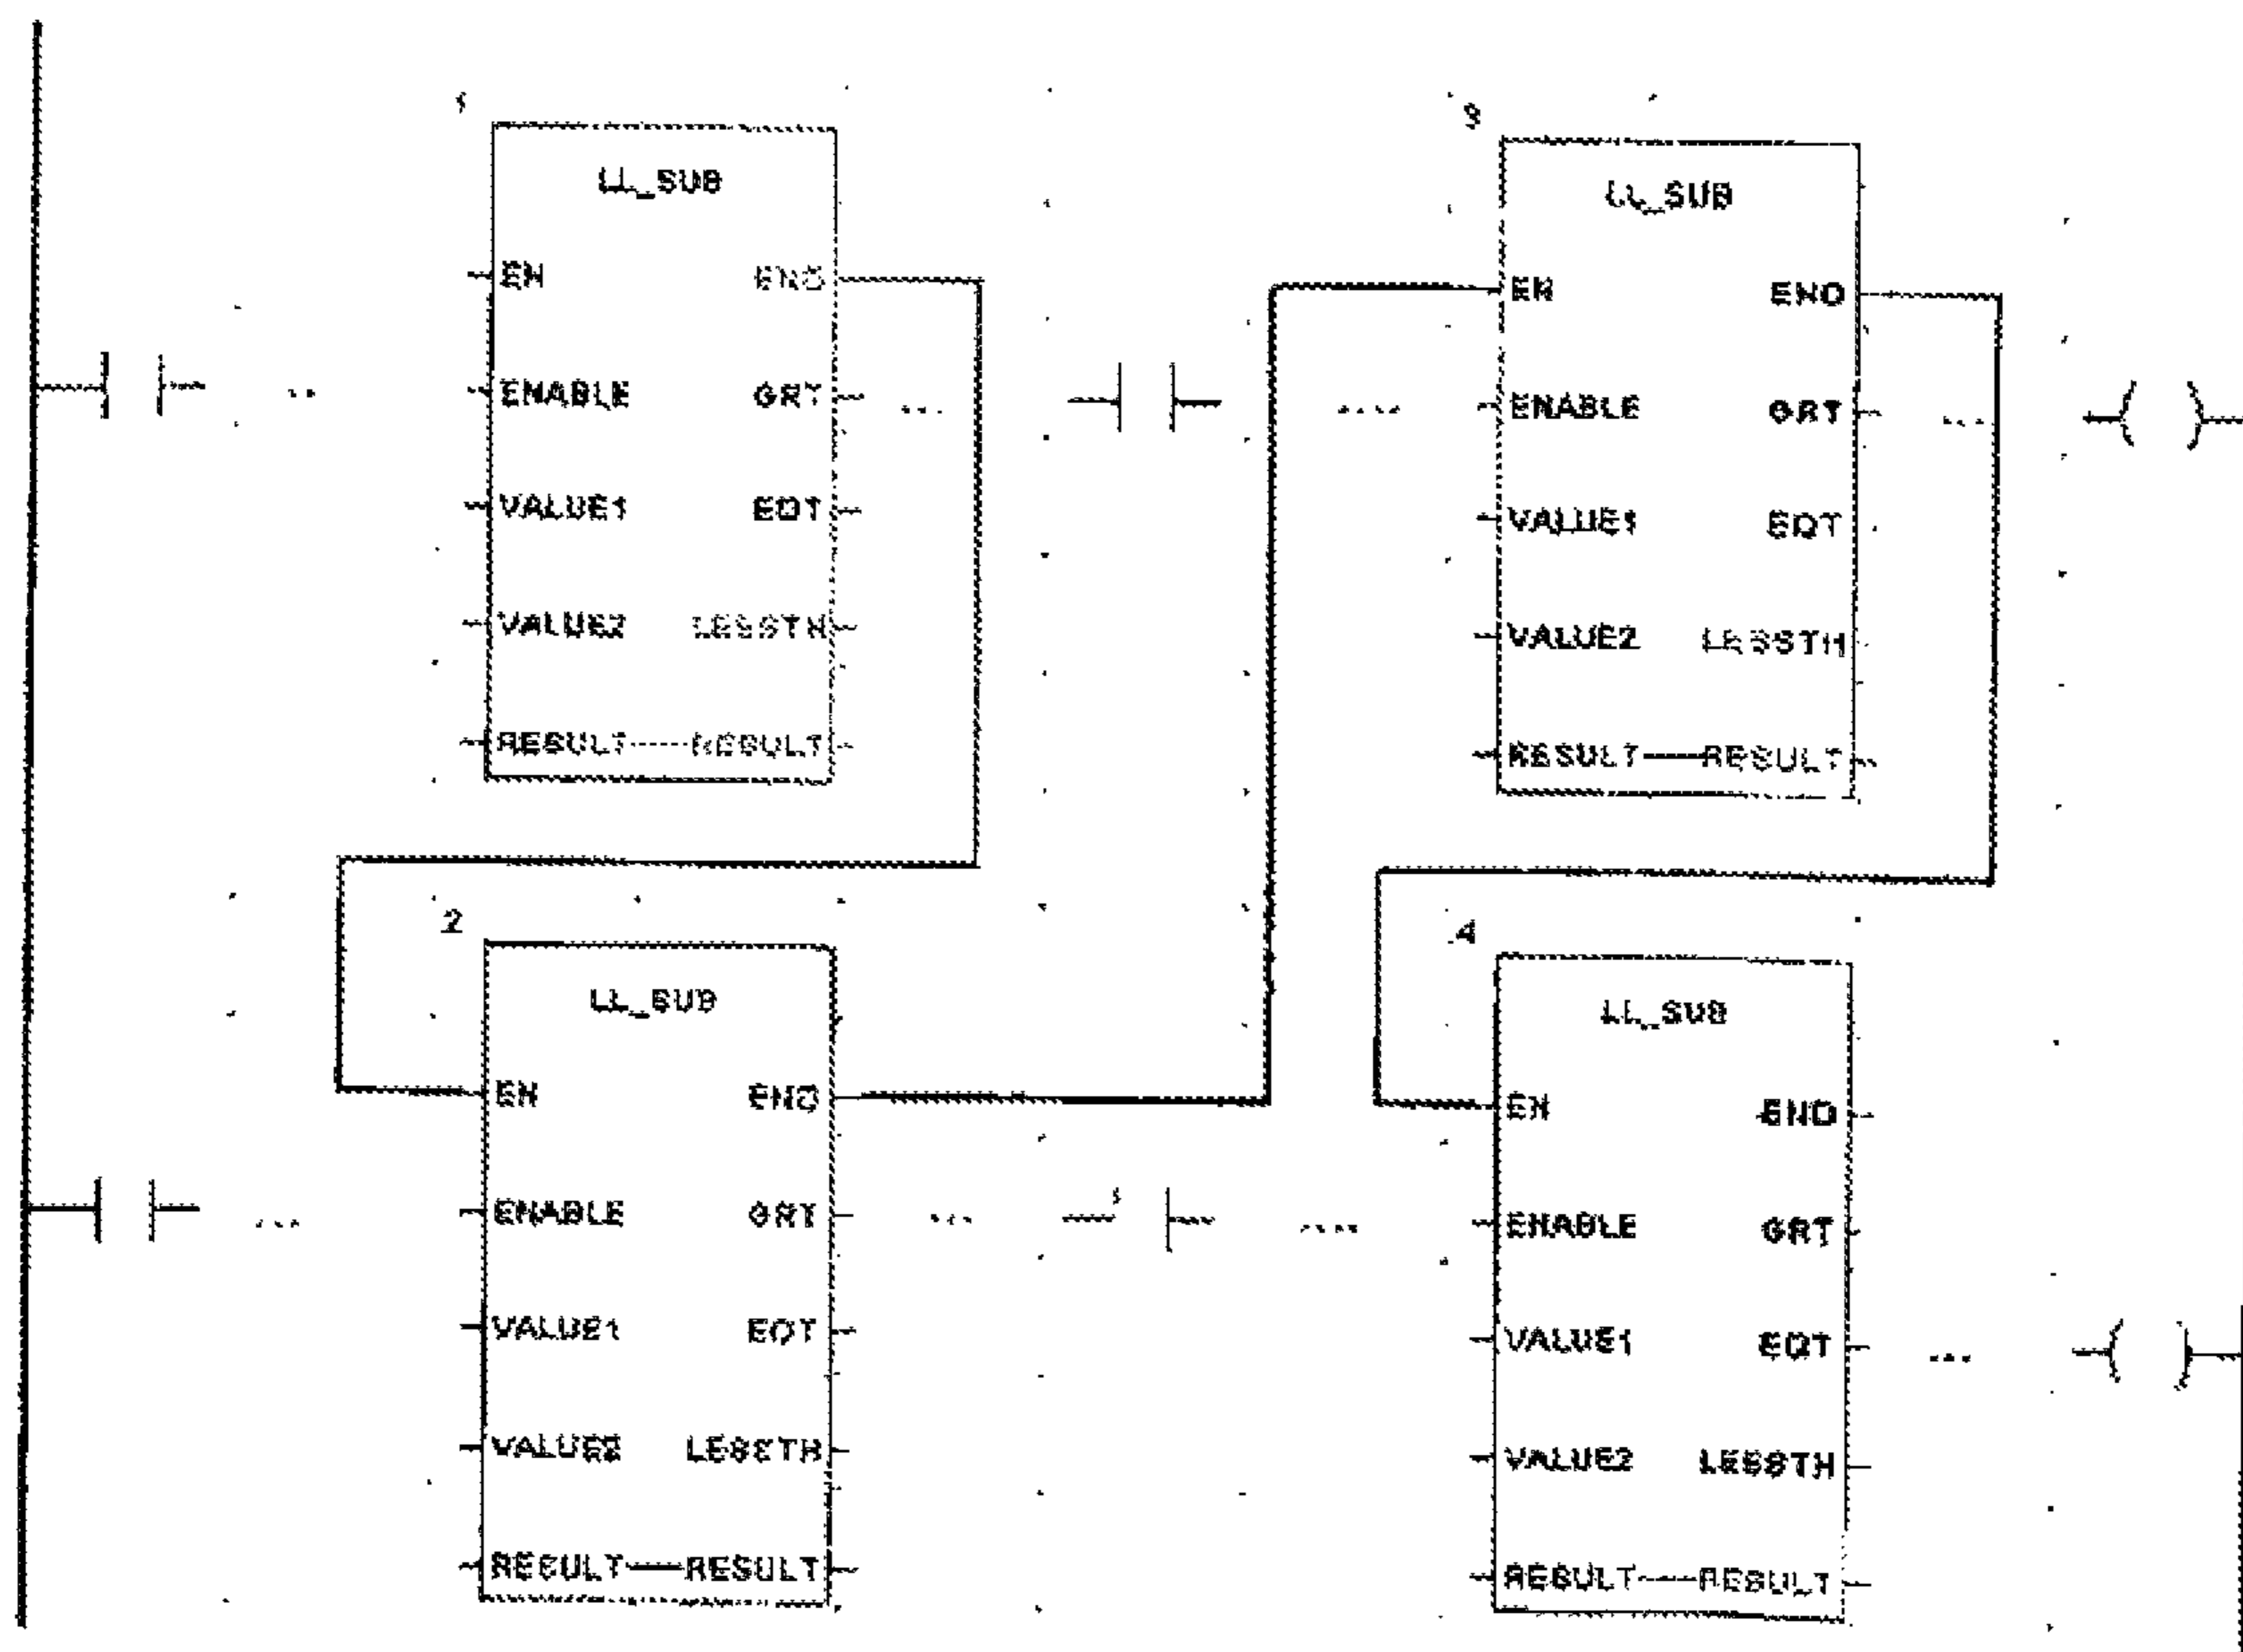 1
LL_SUB
EN ENO
ENABLE GRT
VALUE1 EQT
VALUE2 LESSTH
RESULT RESULT
2
LL_SUB
EN ENO
ENABLE GRT
VALUE1 EQT
VALUE2 LESSTH
RESULT RESULT
3
LL_SUB
EN ENO
ENABLE GRT
VALUE1 EQT
VALUE2 LESSTH
RESULT RESULT
4
LL_SUB
EN ENO
ENABLE GRT
VALUE1 EQT
VALUE2 LESSTH
RESULT RESULT